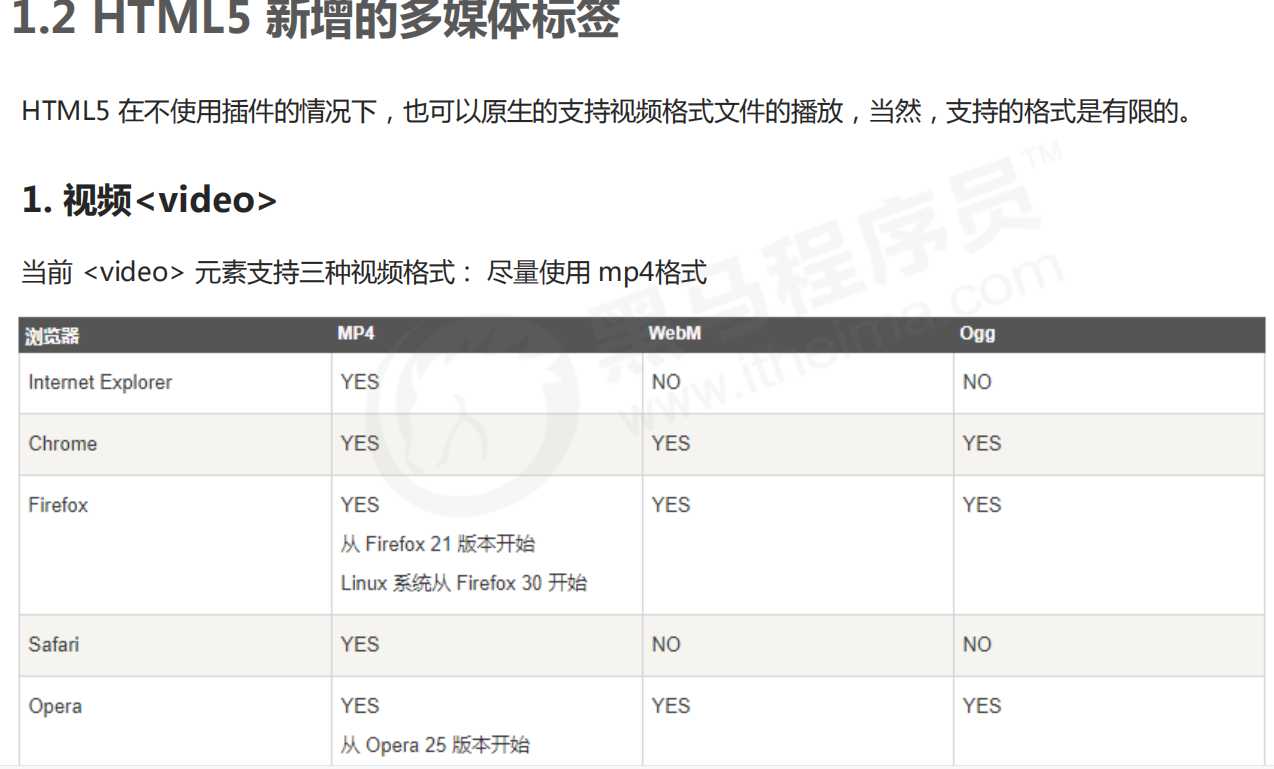 1.2 HTML5 新增的多媒体标签
HTML5 在不使用插件的情况下，也可以原生的支持视频格式文件的播放，当然，支持的格式是有限的。
1. 视频<video>
当前 <video> 元素支持三种视频格式： 尽量使用 mp4格式
浏览器 MP4 WebM Ogg
Internet Explorer YES NO NO
Chrome YES YES YES
Firefox YES YES YES
从 Firefox 21 版本开始
Linux 系统从 Firefox 30 开始
Safari YES NO NO
Opera YES YES YES
从 Opera 25 版本开始
黑马程序员™
www.itheima.com